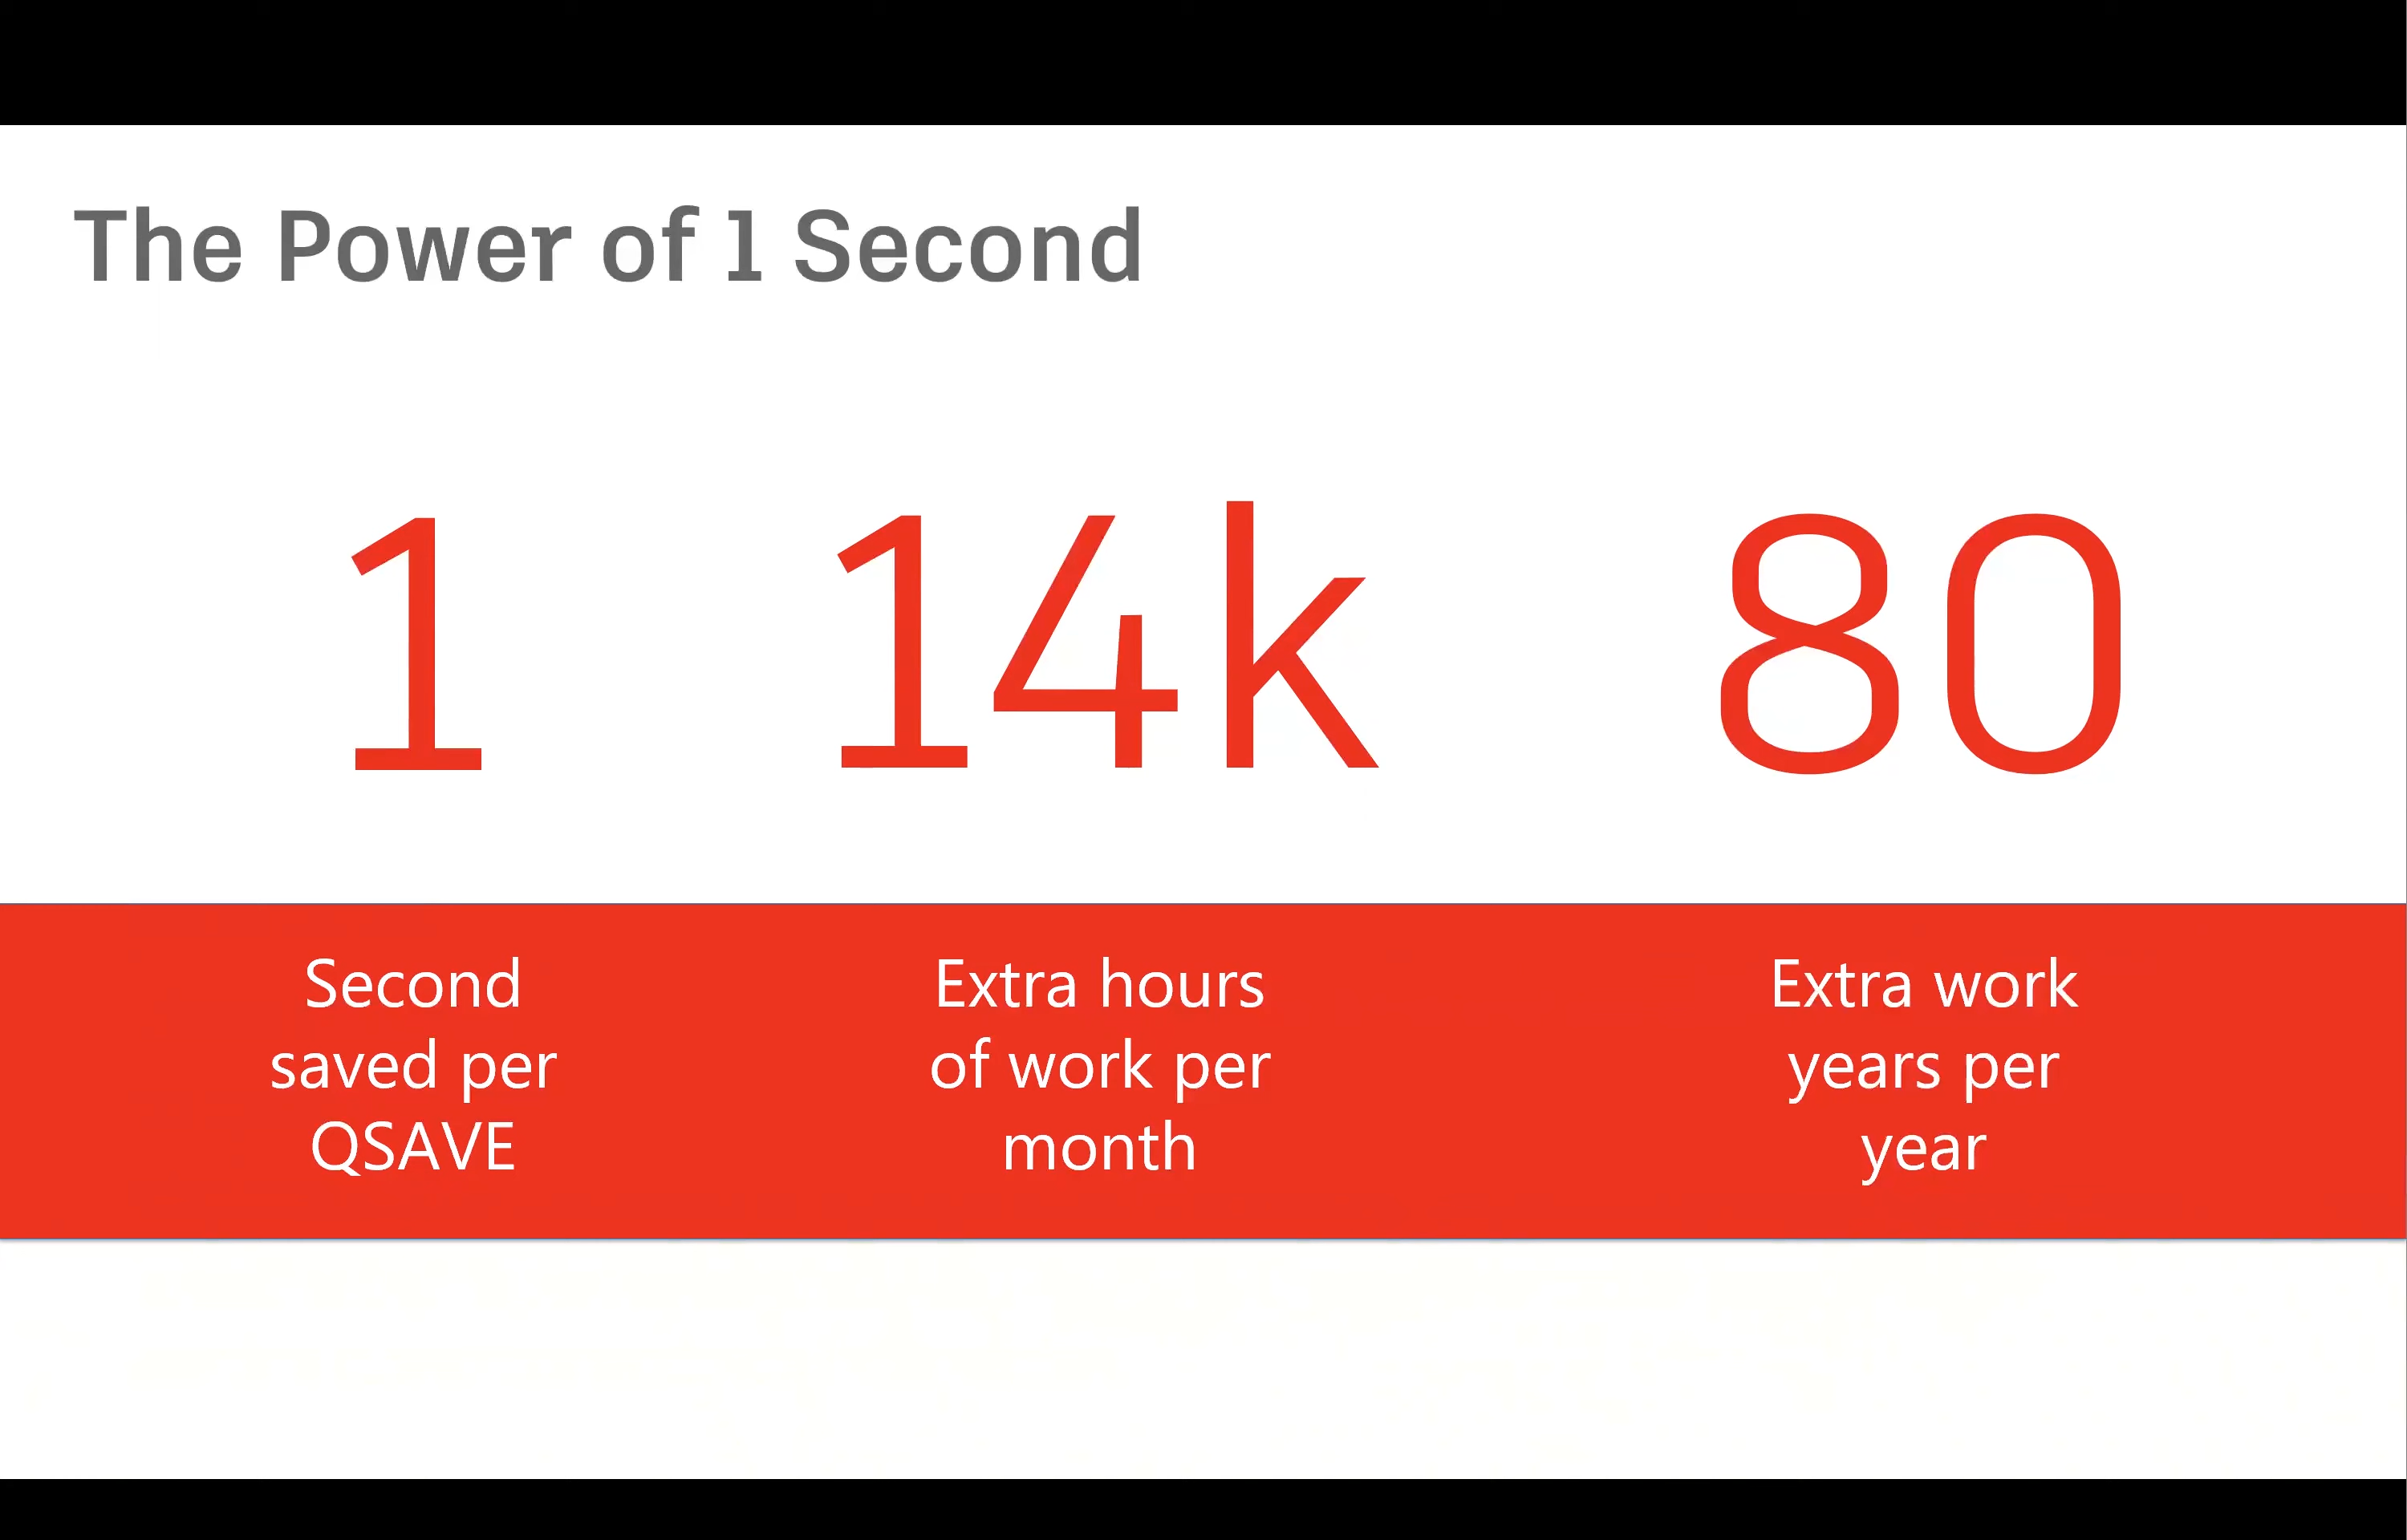 The Power of 1 Second
1
14k
80
Second
saved per
QSAVE
Extra hours
of work per
month
Extra work
years per
year